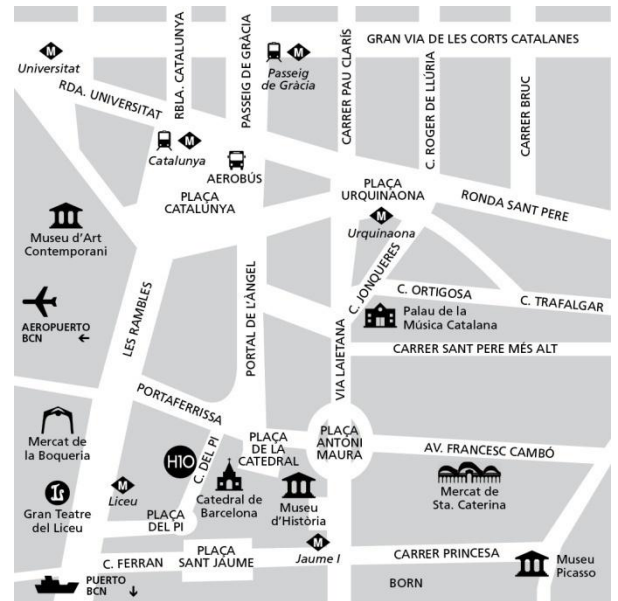 GRAN VIA DE LES CORTS CATALANES
Universitat
Passeig
de Gràcia
RBLA. CATALUNYA
PASSEIG DE GRÀCIA
CARRER PAU CLARÍS
C. ROGER DE LLÚRIA
CARRER BRUC
RDA. UNIVERSITAT
Catalunya
AEROBÚS
PLAÇA
CATALUNYA
PLAÇA
URQUINAONA
RONDA SANT PERE
Urquinaona
Museu d'Art
Contemporani
C. JONQUERES
C. ORTIGOSA
C. TRAFALGAR
AEROPUERTO
BCN ←
LES RAMBLES
PORTAL DE L'ÀNGEL
VIA LAIETANA
Palau de la
Música Catalana
CARRER SANT PERE MÉS ALT
PORTAFERRISSA
Mercat de
la Boqueria
H10
C. DEL PI
PLAÇA
DE LA
CATEDRAL
PLAÇA
ANTONI
MAURA
AV. FRANCESC CAMBÓ
Gran Teatre
del Liceu
Liceu
Catedral de
Barcelona
Museu
d'Història
Mercat de
Sta. Caterina
PLAÇA
DEL PI
C. FERRAN
PLAÇA
SANT JAUME
Jaume I
CARRER PRINCESA
Museu
Picasso
PUERTO
BCN ↓
BORN
M
M
M
M
M
M